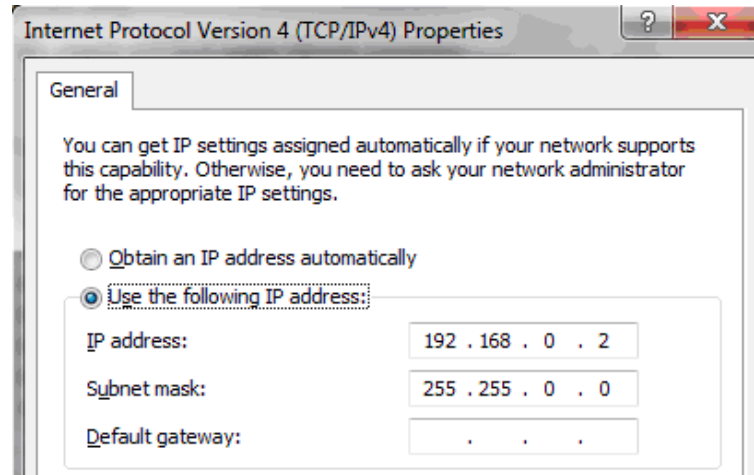 Internet Protocol Version 4 (TCP/IPv4) Properties
General
You can get IP settings assigned automatically if your network supports
this capability. Otherwise, you need to ask your network administrator
for the appropriate IP settings.
Obtain an IP address automatically
Use the following IP address:
IP address: 192 . 168 . 0 . 2
Subnet mask: 255 . 255 . 0 . 0
Default gateway: . . .